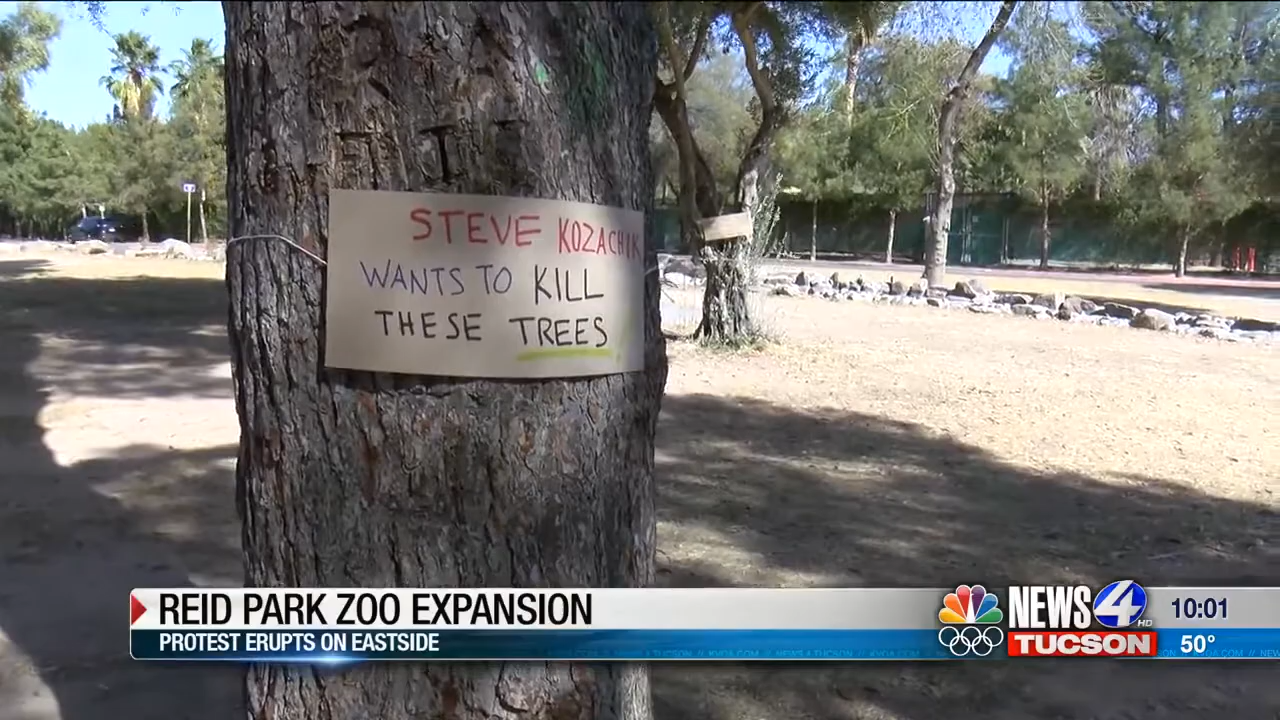 STEVE KOZACHIK
WANTS TO KILL
THESE TREES
REID PARK ZOO EXPANSION
PROTEST ERUPTS ON EASTSIDE
NEWS 4 HD
TUCSON
10:01
50°